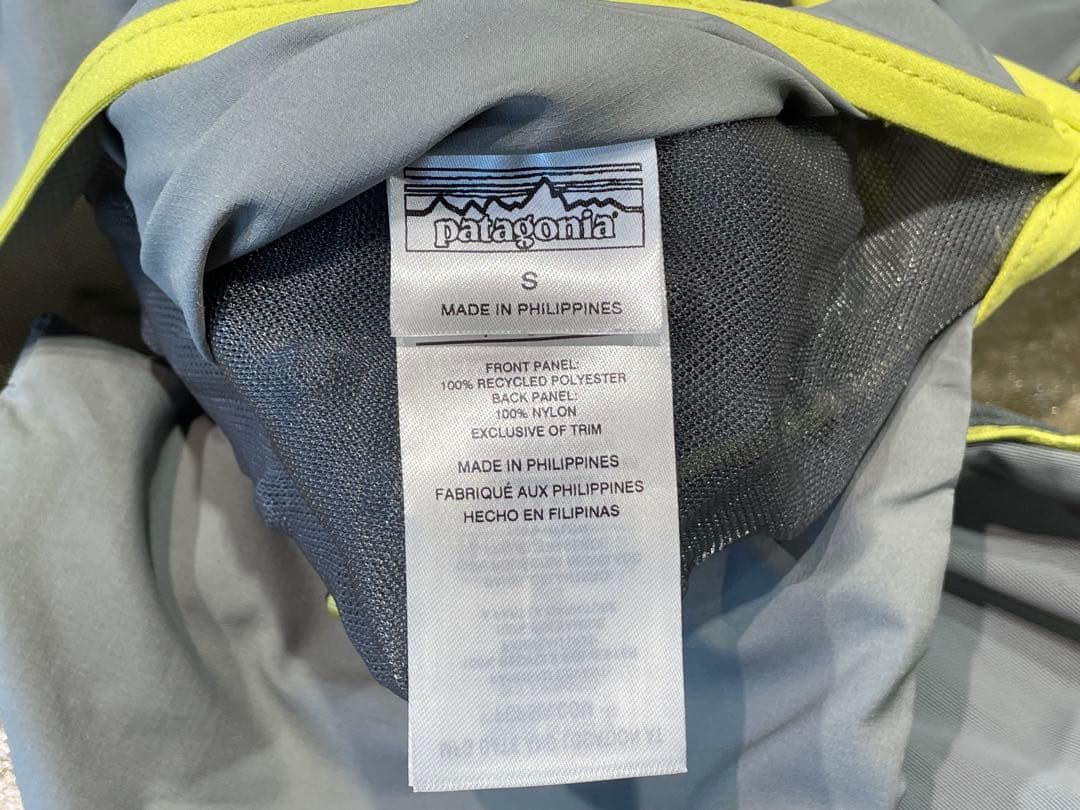 patagonia
S
MADE IN PHILIPPINES
FRONT PANEL:
100% RECYCLED POLYESTER
BACK PANEL:
100% NYLON
EXCLUSIVE OF TRIM
MADE IN PHILIPPINES
FABRIQUÉ AUX PHILIPPINES
HECHO EN FILIPINAS